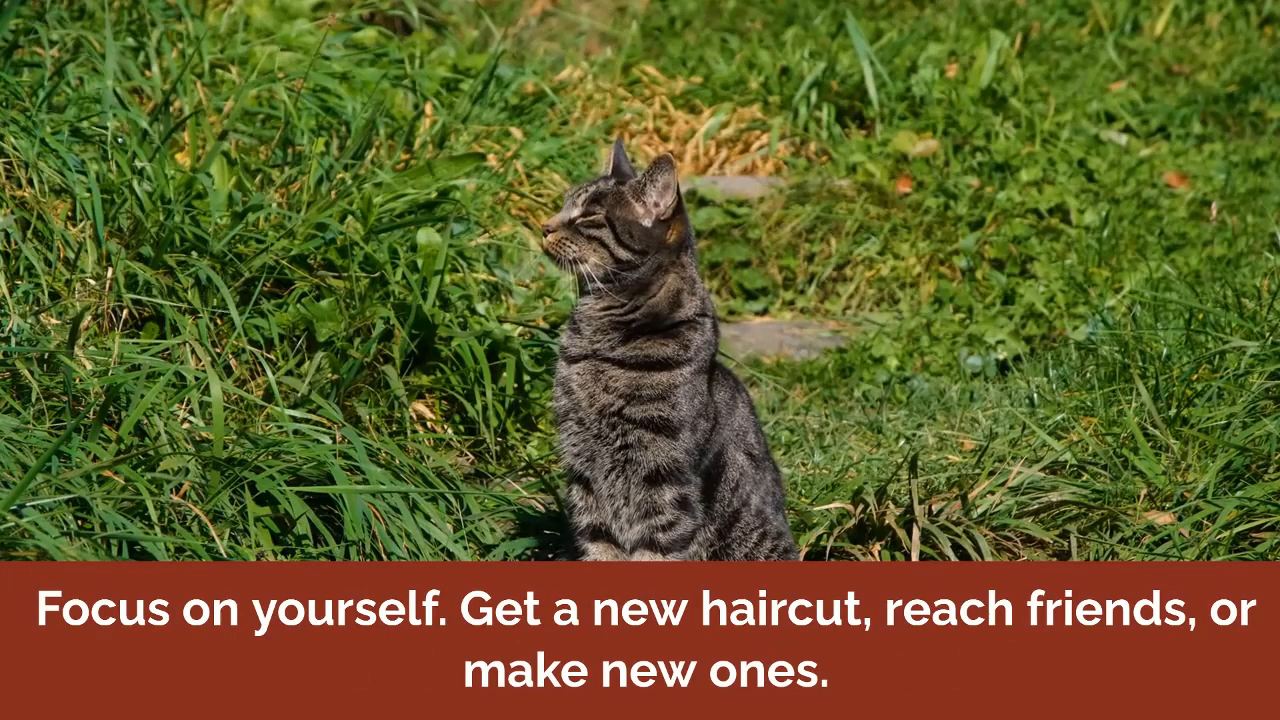 Focus on yourself. Get a new haircut, reach friends, or
make new ones.